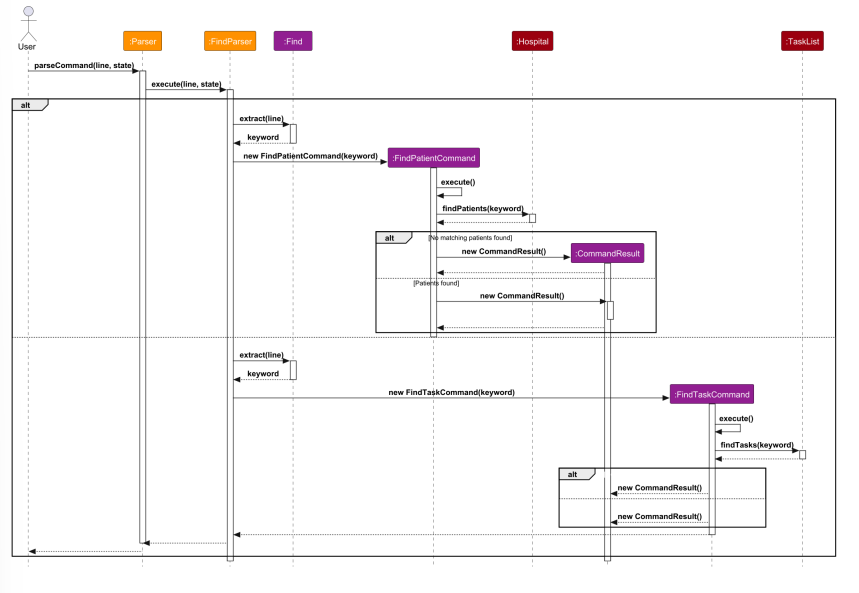 User
:Parser
:FindParser
:Find
:Hospital
:TaskList
parseCommand(line, state)
execute(line, state)
alt
extract(line)
keyword
new FindPatientCommand(keyword)
:FindPatientCommand
execute()
findPatients(keyword)
alt
[No matching patients found]
new CommandResult()
:CommandResult
[Patients found]
new CommandResult()
extract(line)
keyword
new FindTaskCommand(keyword)
:FindTaskCommand
execute()
findTasks(keyword)
alt
new CommandResult()
new CommandResult()